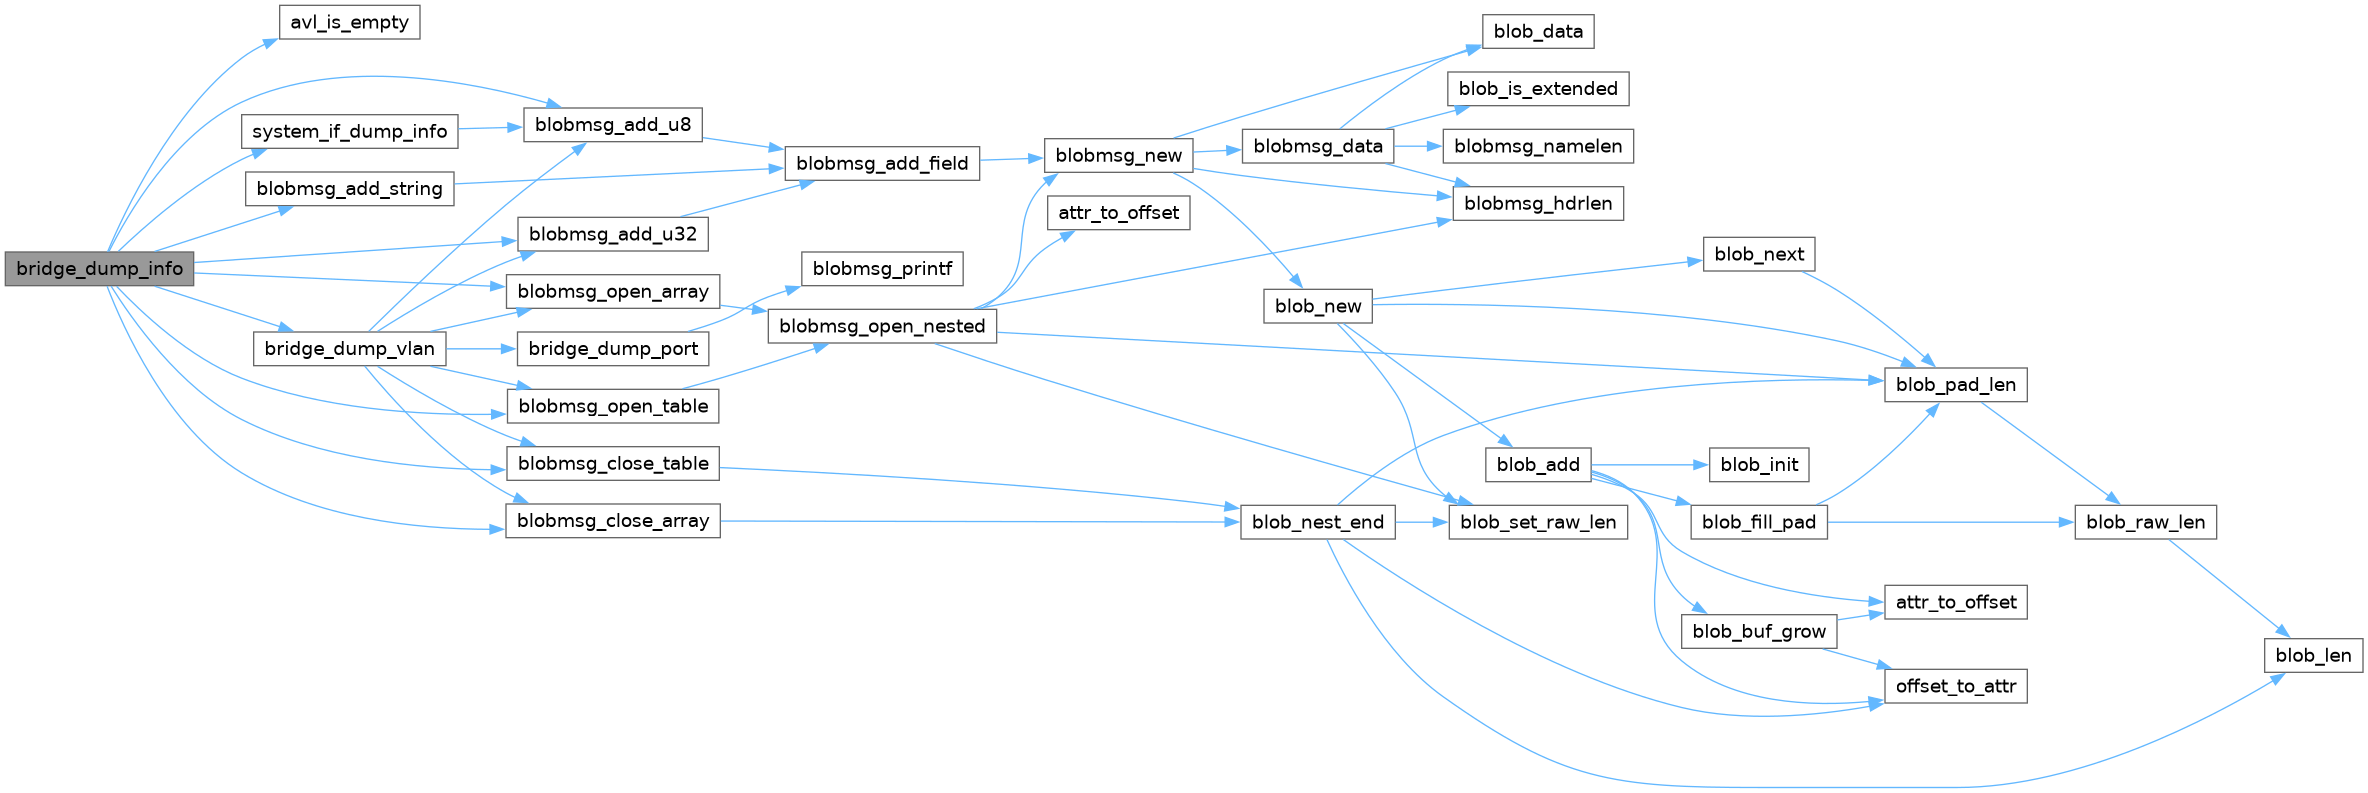 bridge_dump_info
avl_is_empty
system_if_dump_info
blobmsg_add_string
bridge_dump_vlan
blobmsg_add_u8
blobmsg_add_u32
blobmsg_open_array
bridge_dump_port
blobmsg_open_table
blobmsg_close_table
blobmsg_close_array
blobmsg_add_field
blobmsg_printf
blobmsg_open_nested
blobmsg_new
attr_to_offset
blobmsg_data
blob_new
blob_nest_end
blob_data
blob_is_extended
blobmsg_namelen
blobmsg_hdrlen
blob_add
blob_set_raw_len
blob_next
blob_init
blob_fill_pad
blob_buf_grow
blob_pad_len
attr_to_offset
offset_to_attr
blob_raw_len
blob_len